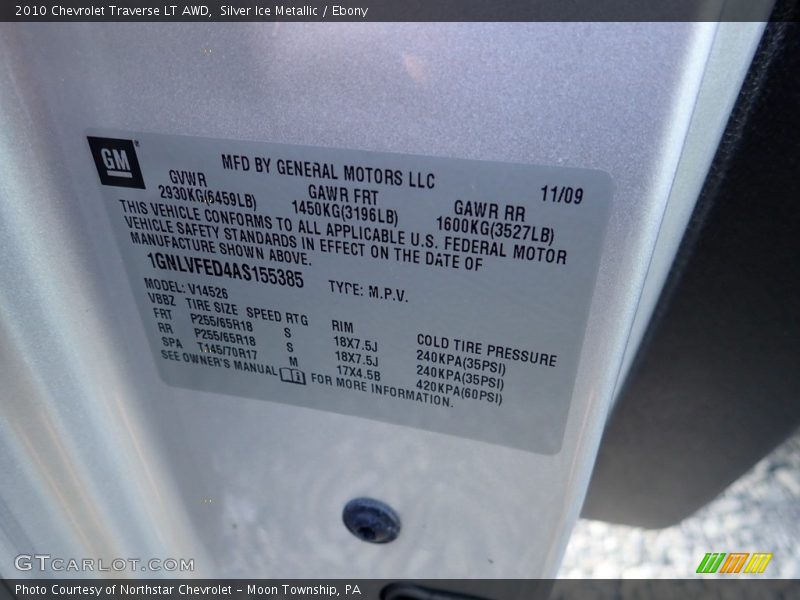 2010 Chevrolet Traverse LT AWD, Silver Ice Metallic / Ebony
GM
MFD BY GENERAL MOTORS LLC
11/09
GVWR GAWR FRT GAWR RR
2930KG(6459LB) 1450KG(3196LB) 1600KG(3527LB)
THIS VEHICLE CONFORMS TO ALL APPLICABLE U.S. FEDERAL MOTOR
VEHICLE SAFETY STANDARDS IN EFFECT ON THE DATE OF
MANUFACTURE SHOWN ABOVE.
1GNLVFED4AS155385 TYPE: M.P.V.
MODEL: V14526
VBBZ TIRE SIZE SPEED RTG RIM COLD TIRE PRESSURE
FRT P255/65R18 S 18X7.5J 240KPA(35PSI)
RR P255/65R18 S 18X7.5J 240KPA(35PSI)
SPA T145/70R17 M 17X4.5B 420KPA(60PSI)
SEE OWNER'S MANUAL FOR MORE INFORMATION.
GTCARLOT.COM
Photo Courtesy of Northstar Chevrolet - Moon Township, PA